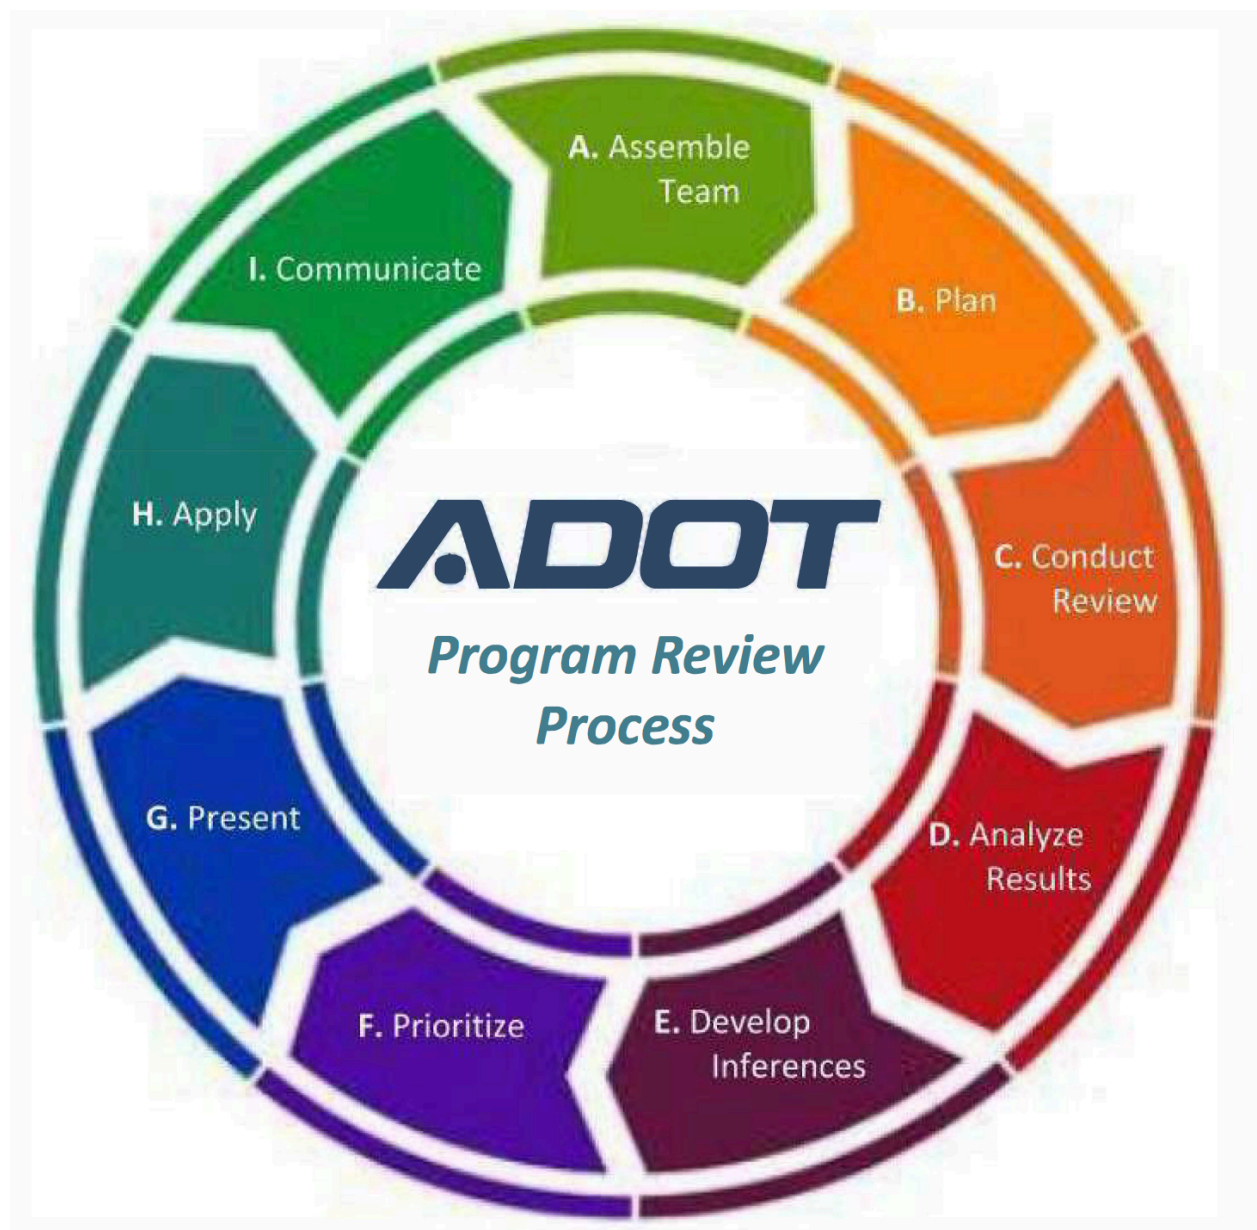 A. Assemble
Team
B. Plan
C. Conduct
Review
D. Analyze
Results
E. Develop
Inferences
F. Prioritize
G. Present
H. Apply
I. Communicate
ADOT
Program Review
Process